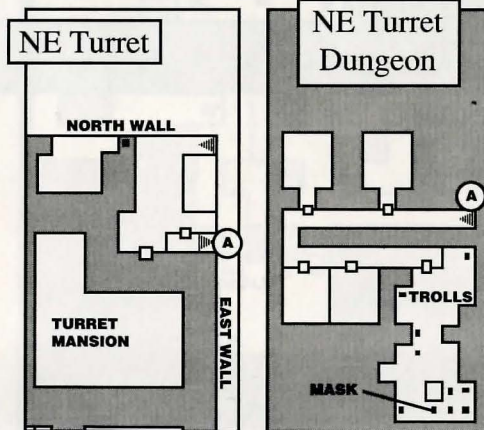 NE Turret
NORTH WALL
A
TURRET
MANSION
EAST WALL
NE Turret
Dungeon
A
TROLLS
MASK